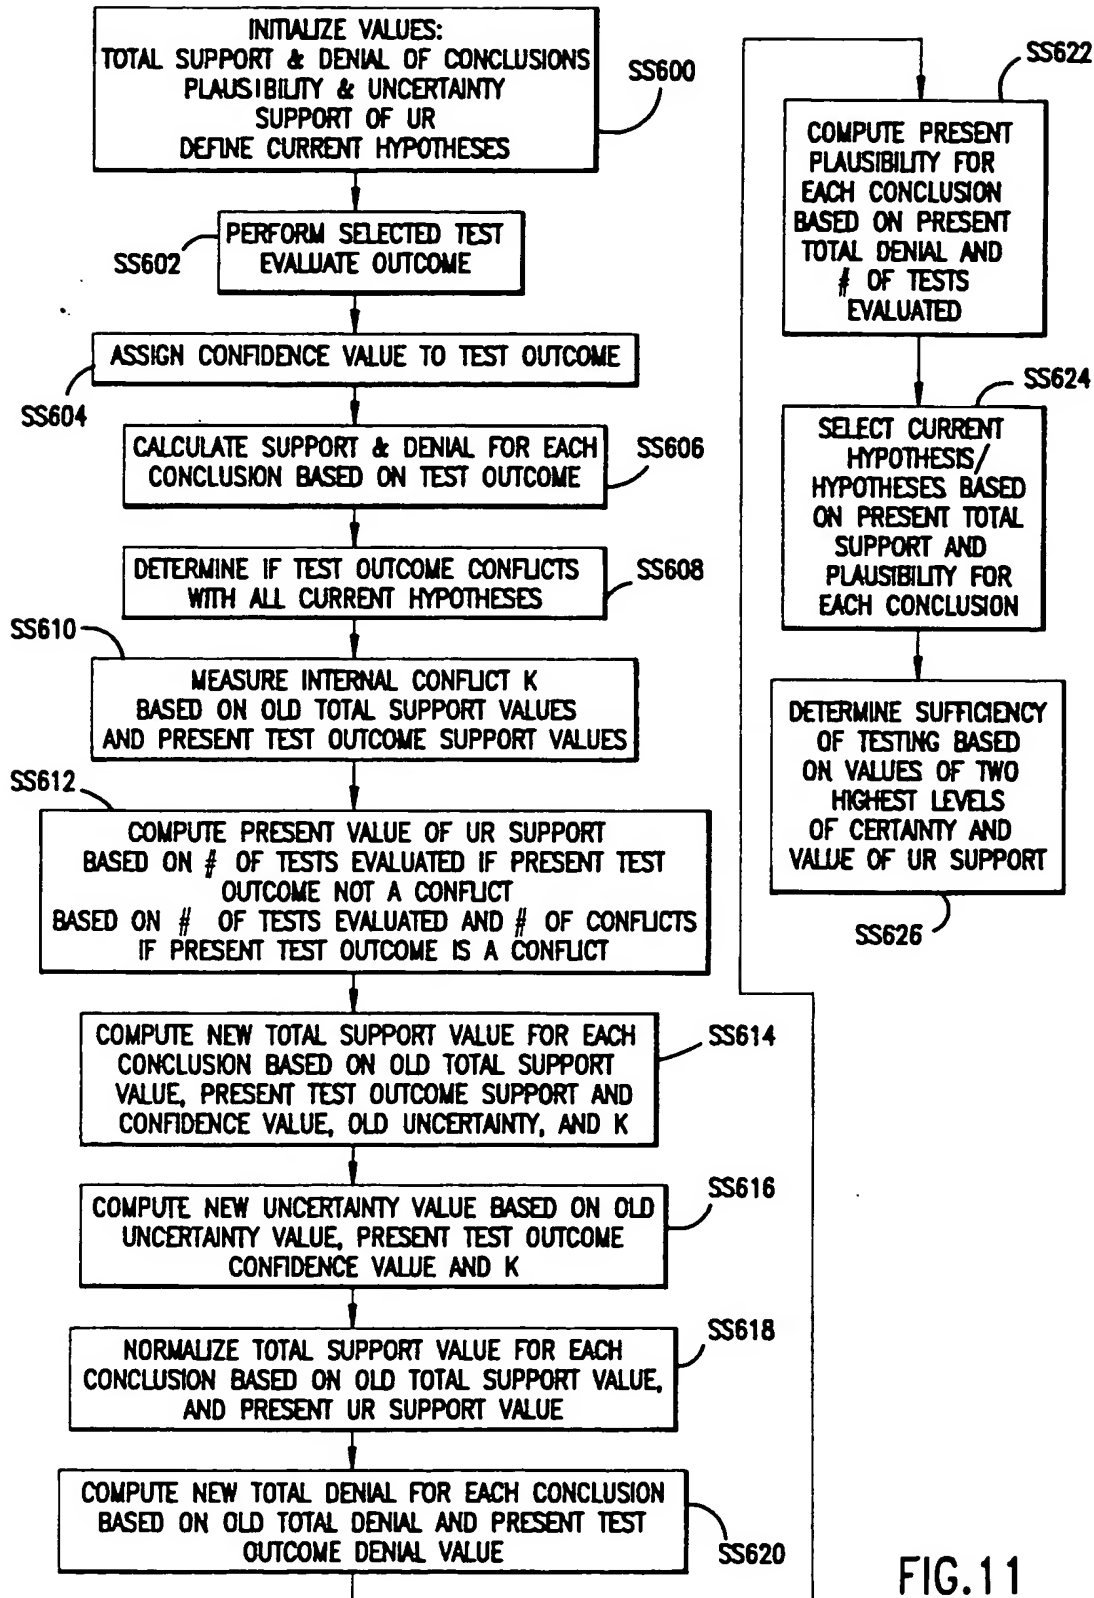 INITIALIZE VALUES:
TOTAL SUPPORT & DENIAL OF CONCLUSIONS
PLAUSIBILITY & UNCERTAINTY
SUPPORT OF UR
DEFINE CURRENT HYPOTHESES
SS600
PERFORM SELECTED TEST
EVALUATE OUTCOME
SS602
ASSIGN CONFIDENCE VALUE TO TEST OUTCOME
SS604
CALCULATE SUPPORT & DENIAL FOR EACH
CONCLUSION BASED ON TEST OUTCOME
SS606
DETERMINE IF TEST OUTCOME CONFLICTS
WITH ALL CURRENT HYPOTHESES
SS608
SS610
MEASURE INTERNAL CONFLICT K
BASED ON OLD TOTAL SUPPORT VALUES
AND PRESENT TEST OUTCOME SUPPORT VALUES
SS612
COMPUTE PRESENT VALUE OF UR SUPPORT
BASED ON # OF TESTS EVALUATED IF PRESENT TEST
OUTCOME NOT A CONFLICT
BASED ON # OF TESTS EVALUATED AND # OF CONFLICTS
IF PRESENT TEST OUTCOME IS A CONFLICT
COMPUTE NEW TOTAL SUPPORT VALUE FOR EACH
CONCLUSION BASED ON OLD TOTAL SUPPORT
VALUE, PRESENT TEST OUTCOME SUPPORT AND
CONFIDENCE VALUE, OLD UNCERTAINTY, AND K
SS614
COMPUTE NEW UNCERTAINTY VALUE BASED ON OLD
UNCERTAINTY VALUE, PRESENT TEST OUTCOME
CONFIDENCE VALUE AND K
SS616
NORMALIZE TOTAL SUPPORT VALUE FOR EACH
CONCLUSION BASED ON OLD TOTAL SUPPORT VALUE,
AND PRESENT UR SUPPORT VALUE
SS618
COMPUTE NEW TOTAL DENIAL FOR EACH CONCLUSION
BASED ON OLD TOTAL DENIAL AND PRESENT TEST
OUTCOME DENIAL VALUE
SS620
SS622
COMPUTE PRESENT
PLAUSIBILITY FOR
EACH CONCLUSION
BASED ON PRESENT
TOTAL DENIAL AND
# OF TESTS
EVALUATED
SS624
SELECT CURRENT
HYPOTHESIS/
HYPOTHESES BASED
ON PRESENT TOTAL
SUPPORT AND
PLAUSIBILITY FOR
EACH CONCLUSION
DETERMINE SUFFICIENCY
OF TESTING BASED
ON VALUES OF TWO
HIGHEST LEVELS
OF CERTAINTY AND
VALUE OF UR SUPPORT
SS626
FIG.11